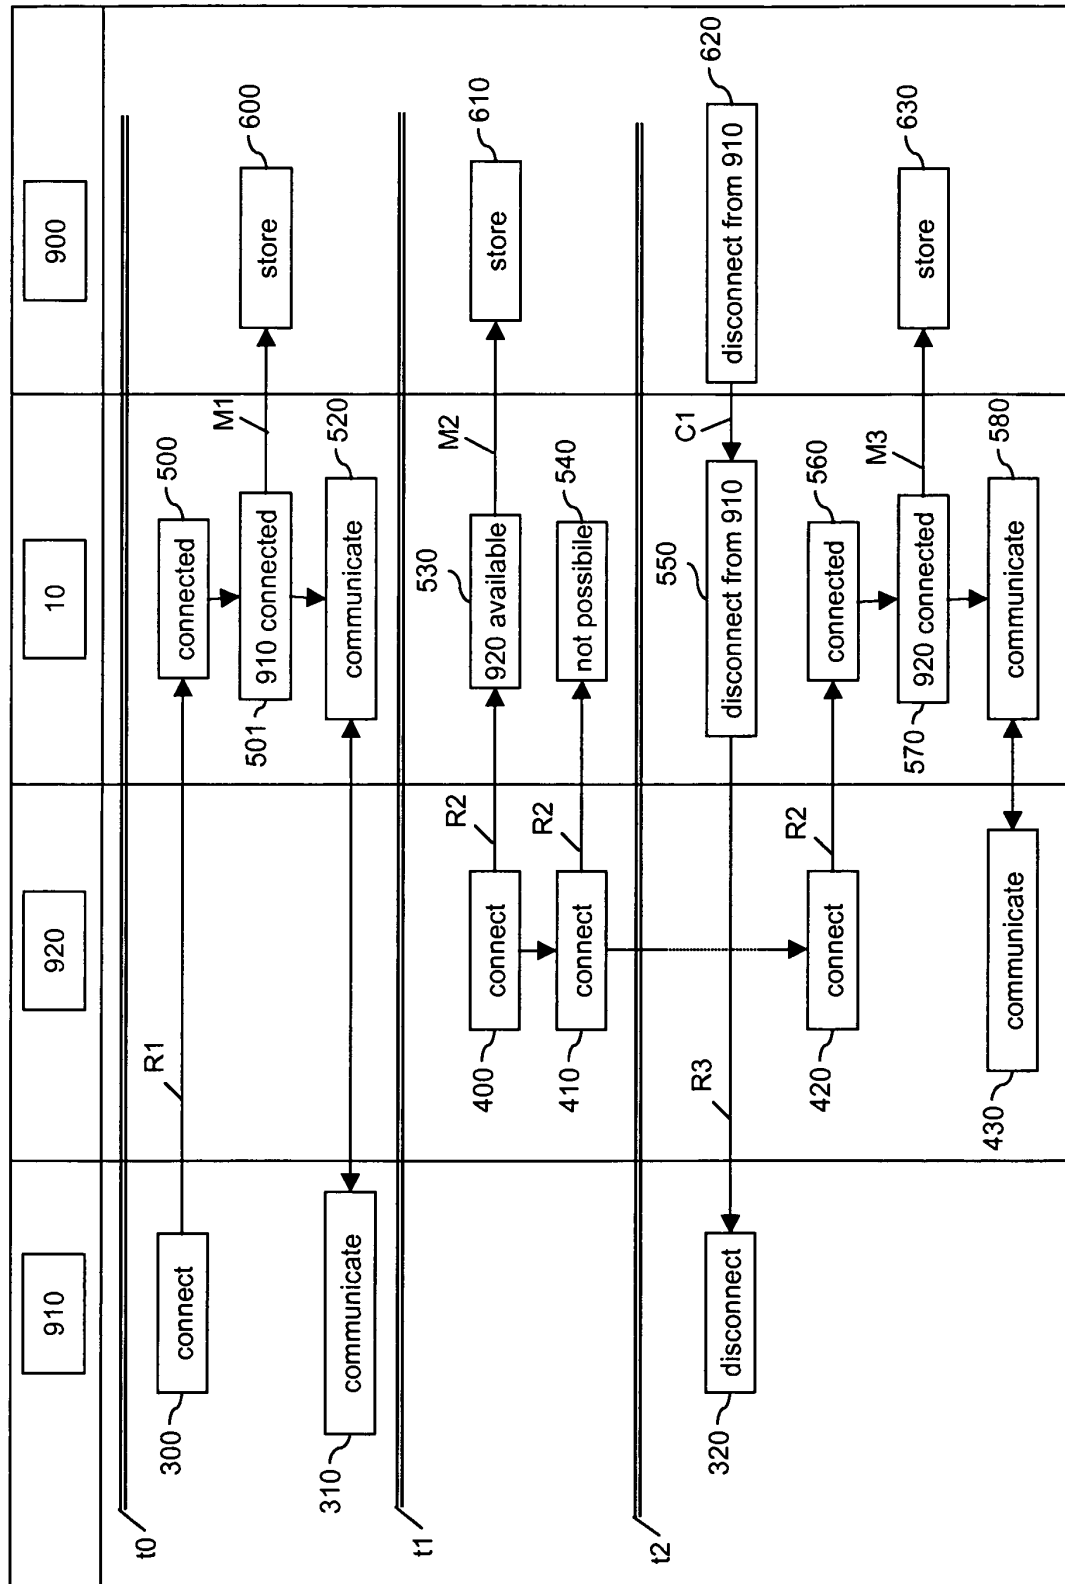 910
920
10
900
t0
300
connect
R1
connected
500
501
910 connected
M1
store
600
310
communicate
communicate
520
t1
400
connect
R2
530
920 available
M2
store
610
410
connect
R2
not possibile
540
t2
320
disconnect
R3
disconnect from 910
550
C1
disconnect from 910
620
420
connect
R2
connected
560
570
920 connected
M3
store
630
430
communicate
communicate
580